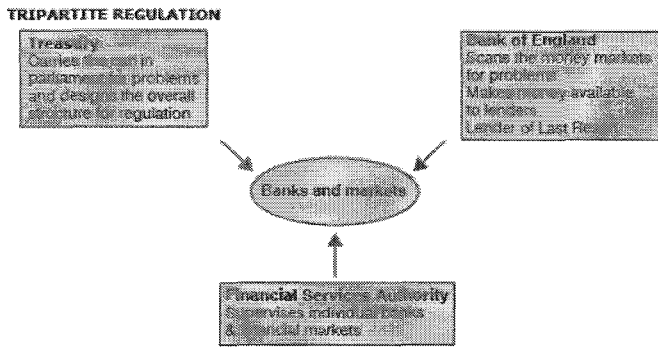 TRIPARTITE REGULATION
Treasury
Carries the can in
parliament for problems
and designs the overall
structure for regulation
Bank of England
Scans the money markets
for problems
Makes money available
to lenders
Lender of Last Resort
Banks and markets
Financial Services Authority
Supervises individual banks
& financial markets